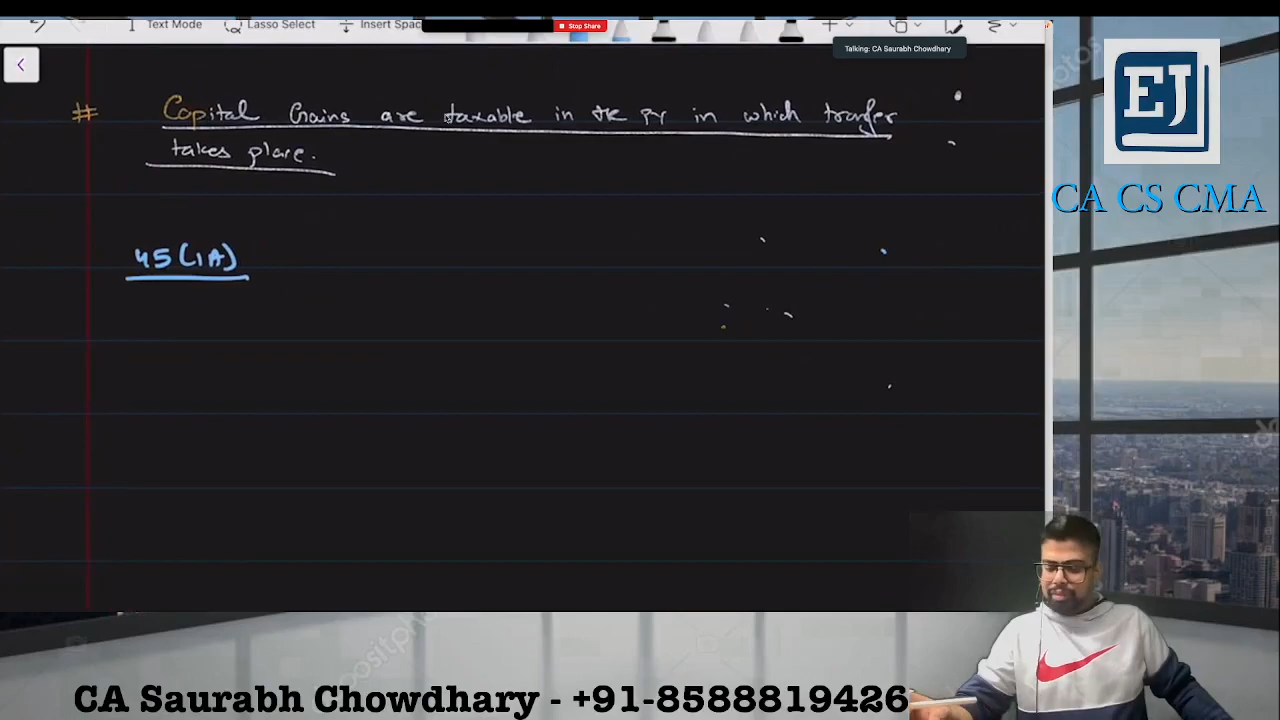 Text Mode
Lasso Select
Insert Spac
Stop Share
Talking: CA Saurabh Chowdhary
# Capital Gains are taxable in the py in which transfer
takes place.
45(1A)
EJ
CA CS CMA
CA Saurabh Chowdhary - +91-8588819426